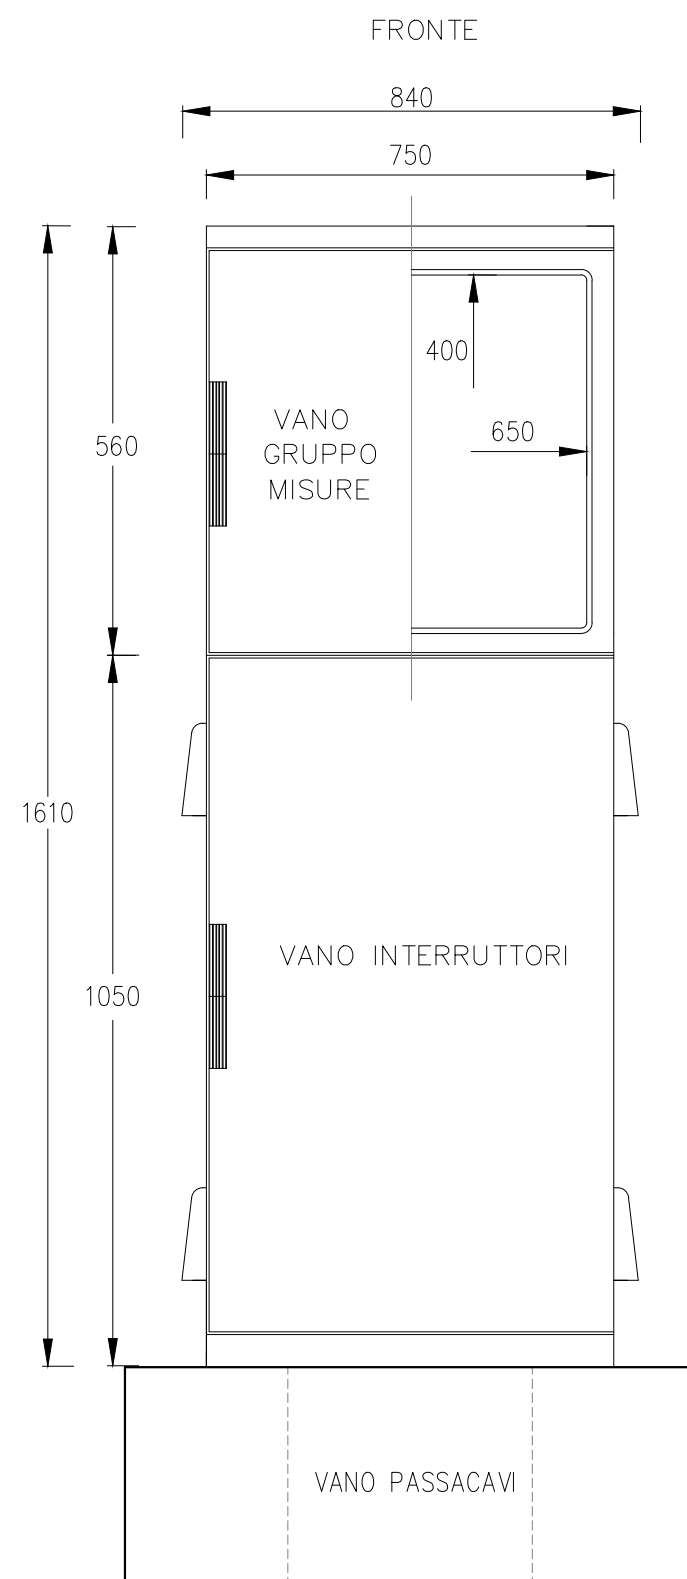 FRONTE
840
750
400
650
VANO
GRUPPO
MISURE
560
1610
VANO INTERRUTTORI
1050
VANO PASSACAVI